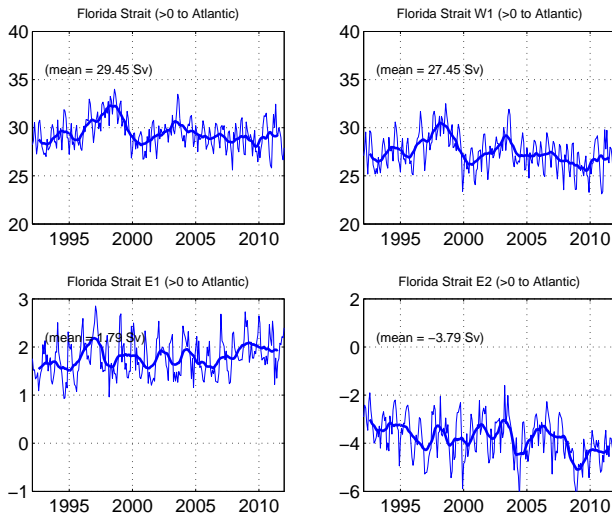 Florida Strait (>0 to Atlantic)
(mean = 29.45 Sv)
40
35
30
25
20
1995 2000 2005 2010
Florida Strait W1 (>0 to Atlantic)
(mean = 27.45 Sv)
40
35
30
25
20
1995 2000 2005 2010
Florida Strait E1 (>0 to Atlantic)
(mean = 1.79 Sv)
3
2
1
0
−1
1995 2000 2005 2010
Florida Strait E2 (>0 to Atlantic)
(mean = −3.79 Sv)
2
0
−2
−4
−6
1995 2000 2005 2010